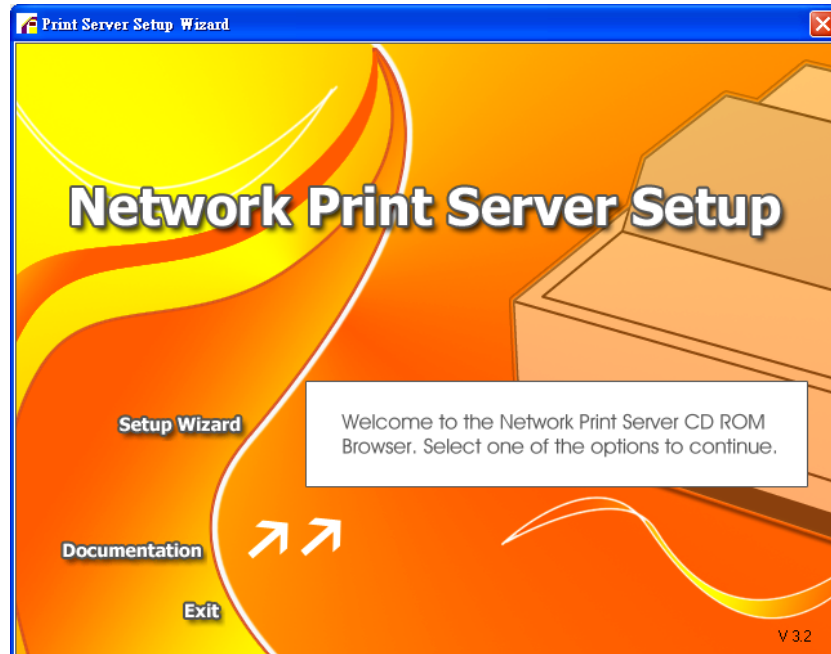 Print Server Setup Wizard
Network Print Server Setup
Setup Wizard
Welcome to the Network Print Server CD ROM
Browser. Select one of the options to continue.
Documentation
Exit
V 3.2